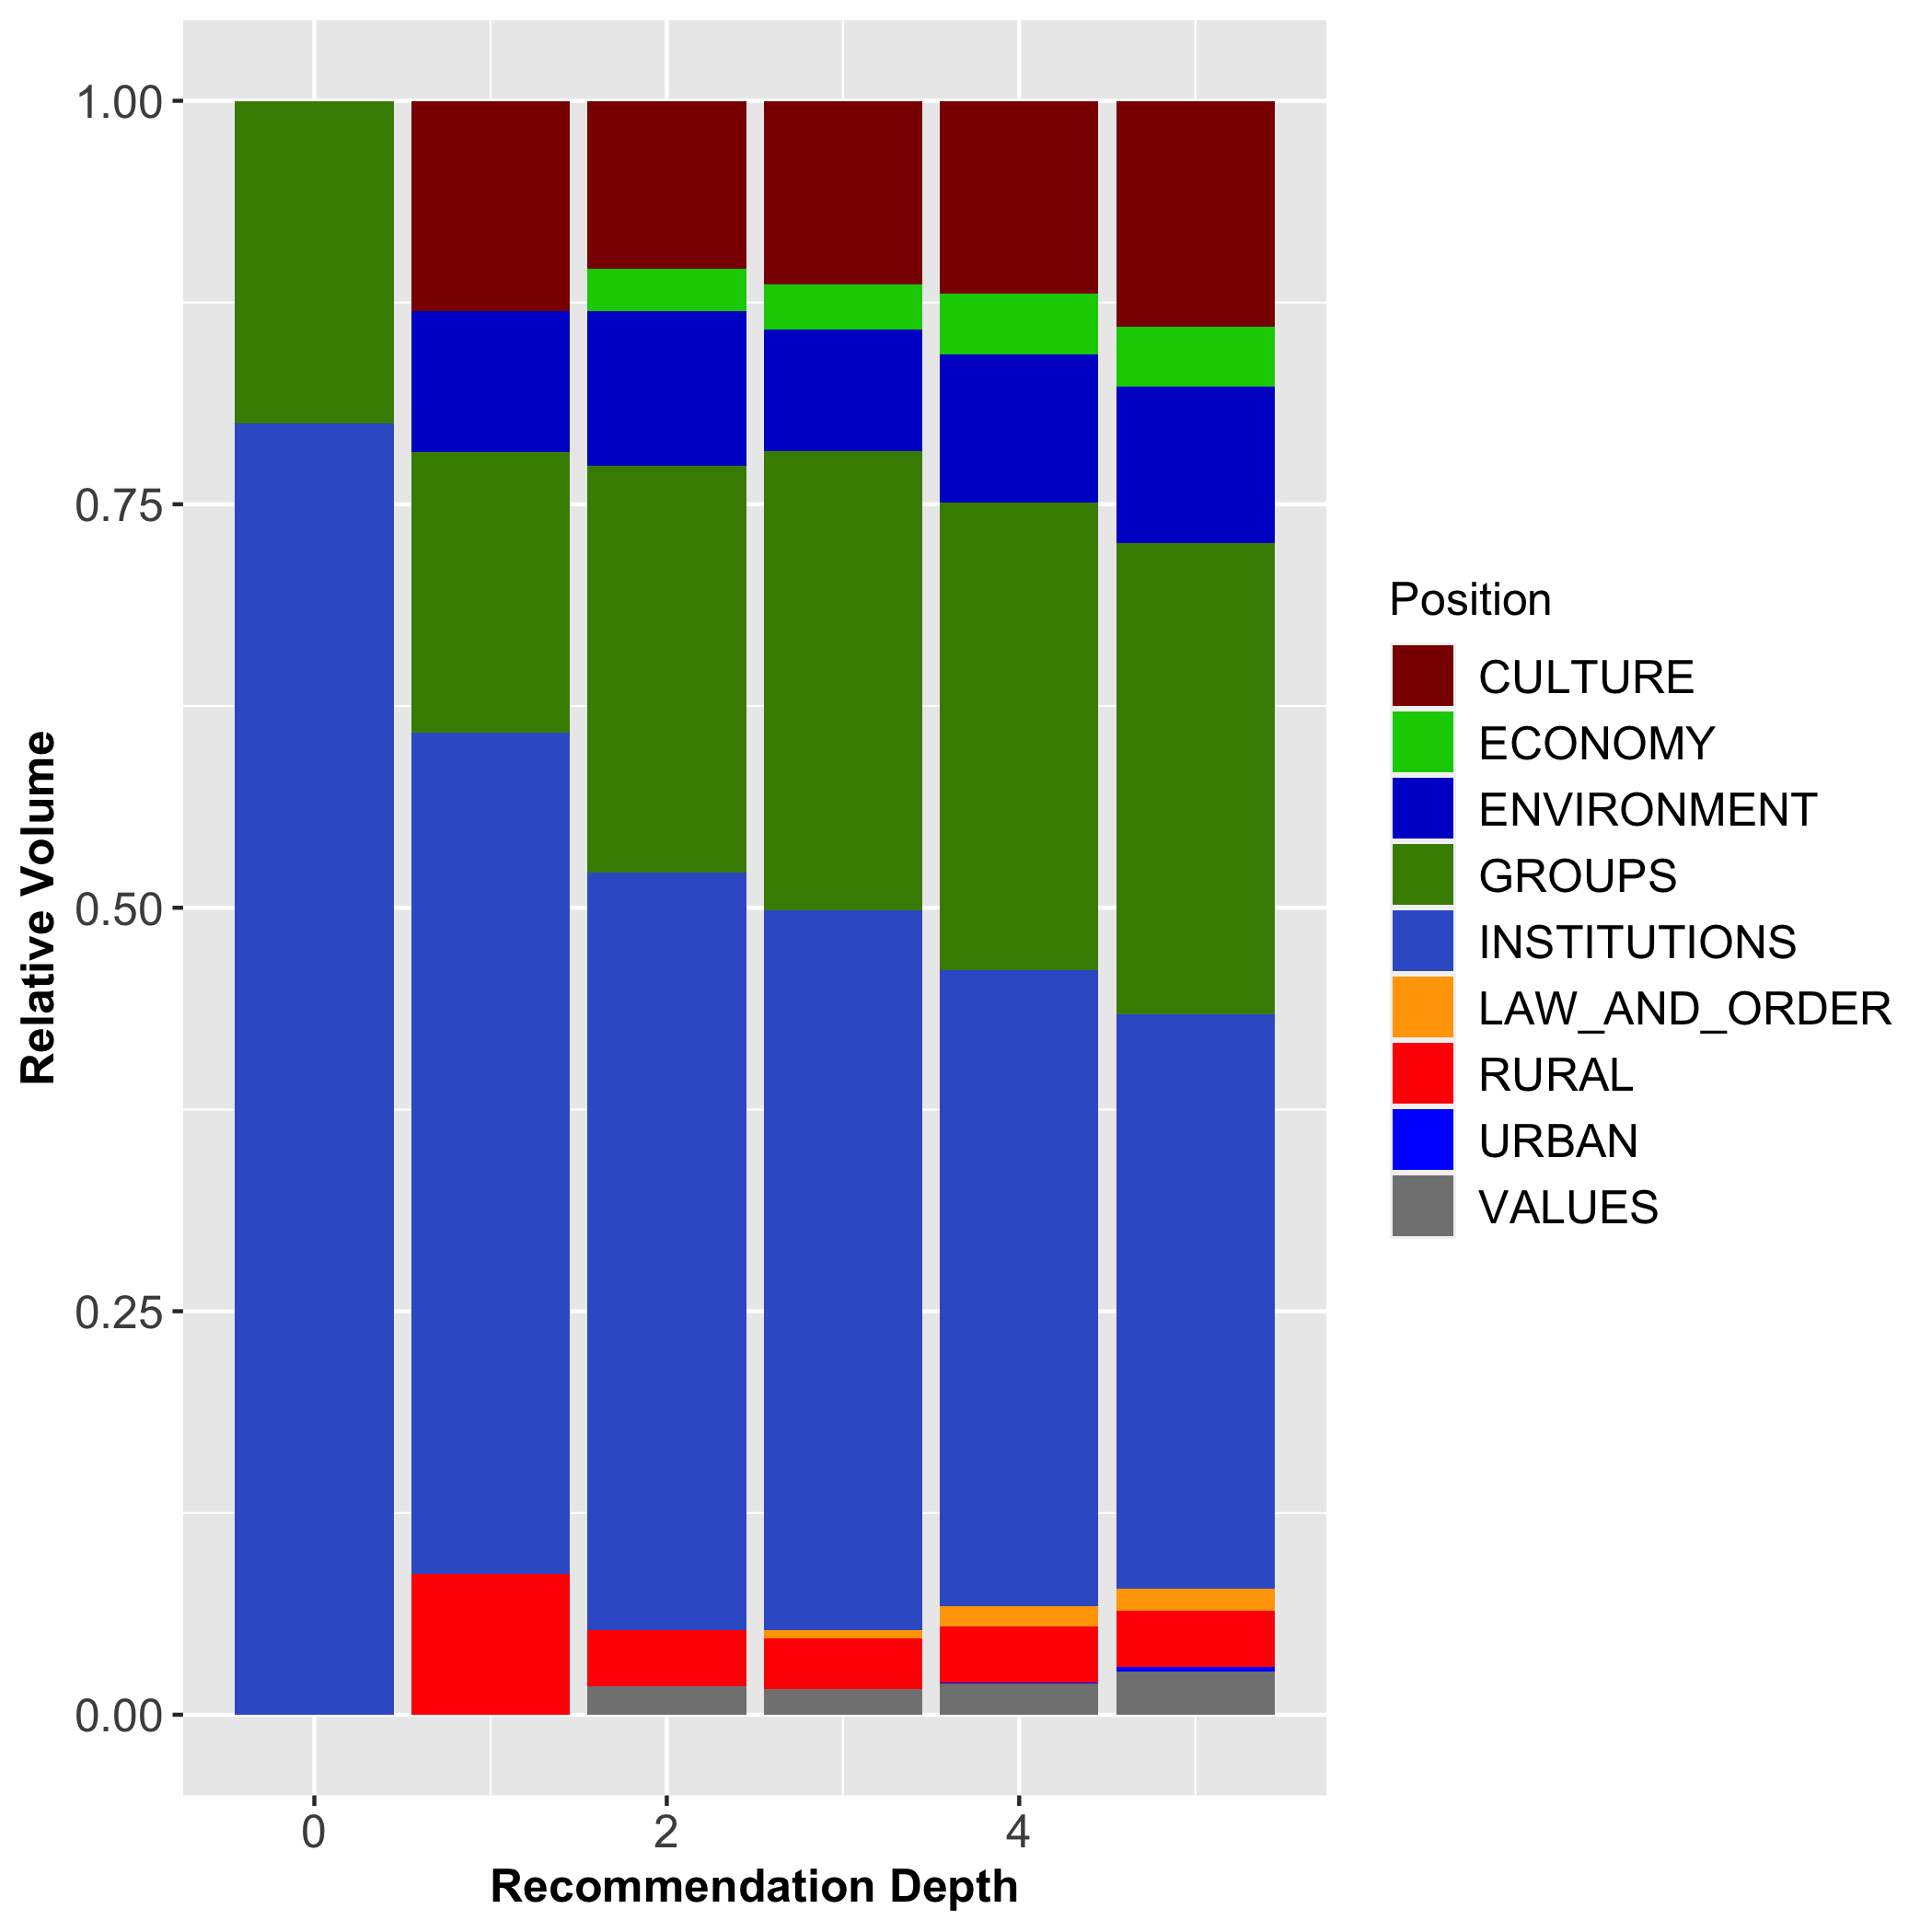 1.00
0.75
0.50
0.25
0.00
Relative Volume
0
2
4
Recommendation Depth
Position
CULTURE
ECONOMY
ENVIRONMENT
GROUPS
INSTITUTIONS
LAW_AND_ORDER
RURAL
URBAN
VALUES